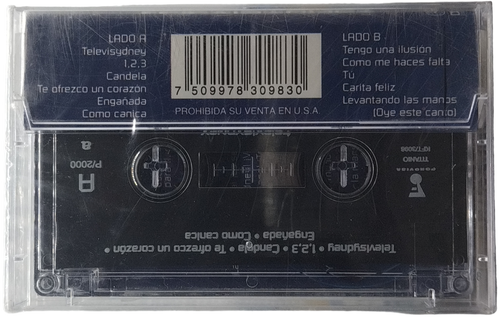 LADO A
Televisydney
1,2,3
Candela
Te ofrezco un corazón
Engañada
Como canica
7 509978 309830
PROHIBIDA SU VENTA EN U.S.A.
LADO B
Tengo una ilusión
Como me haces falta
Tú
Carita feliz
Levantando las manos
(Oye este canto)
televisydney
A
P/2000
TITANIO
Televisydney • 1,2,3 • Candela • Te ofrezco un corazón •
Engañada • Como canica